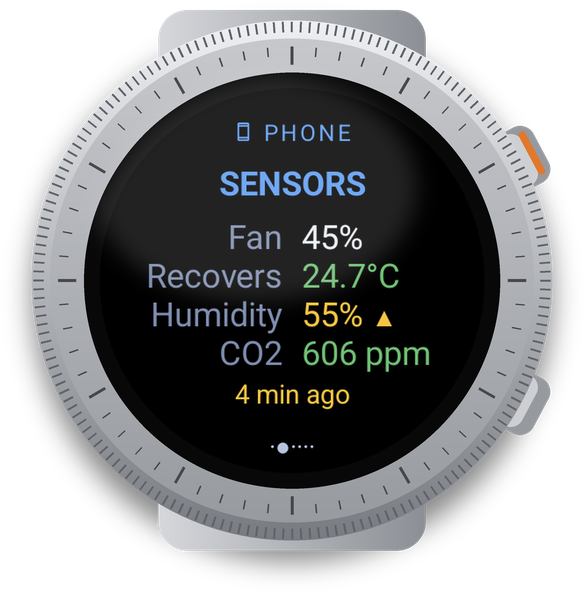 PHONE
SENSORS
Fan 45%
Recovers 24.7°C
Humidity 55% ▲
CO2 606 ppm
4 min ago